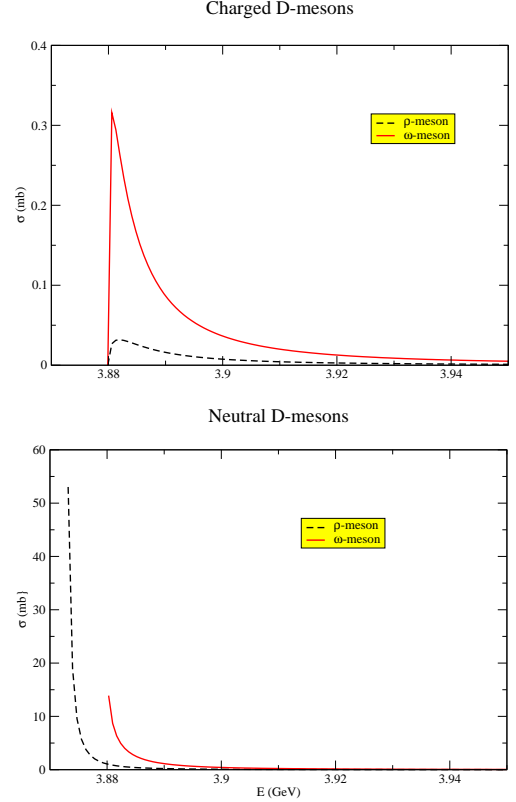 Charged D-mesons
0.4
0.3
0.2
0.1
0
σ (mb)
ρ-meson
ω-meson
3.88 3.9 3.92 3.94
Neutral D-mesons
60
50
40
30
20
10
0
σ (mb}
ρ-meson
ω-meson
3.88 3.9 3.92 3.94
E (GeV)